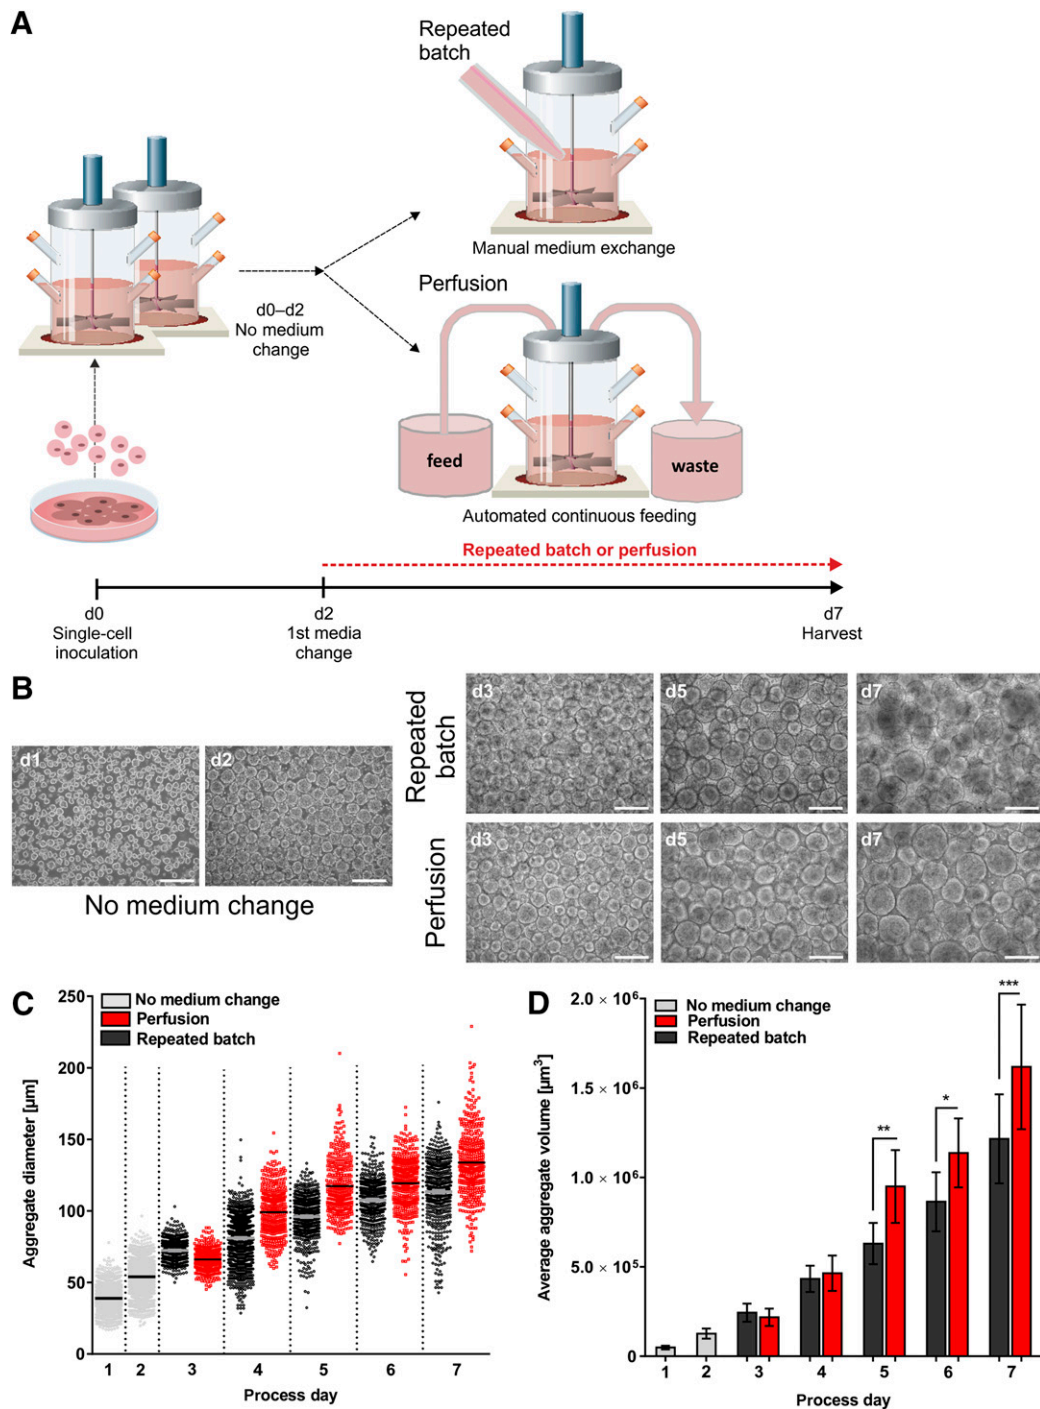 A
Repeated
batch
Manual medium exchange
d0–d2
No medium
change
Perfusion
feed
waste
Automated continuous feeding
Repeated batch or perfusion
d0
Single-cell
inoculation
d2
1st media
change
d7
Harvest
B
d1
d2
No medium change
Repeated
batch
d3
d5
d7
Perfusion
d3
d5
d7
C
No medium change
Perfusion
Repeated batch
Aggregate diameter [µm]
250
200
150
100
50
0
1 2 3 4 5 6 7
Process day
D
No medium change
Perfusion
Repeated batch
Average aggregate volume [µm³]
2.0 × 10⁶
1.5 × 10⁶
1.0 × 10⁶
5.0 × 10⁵
0
** * ***
1 2 3 4 5 6 7
Process day